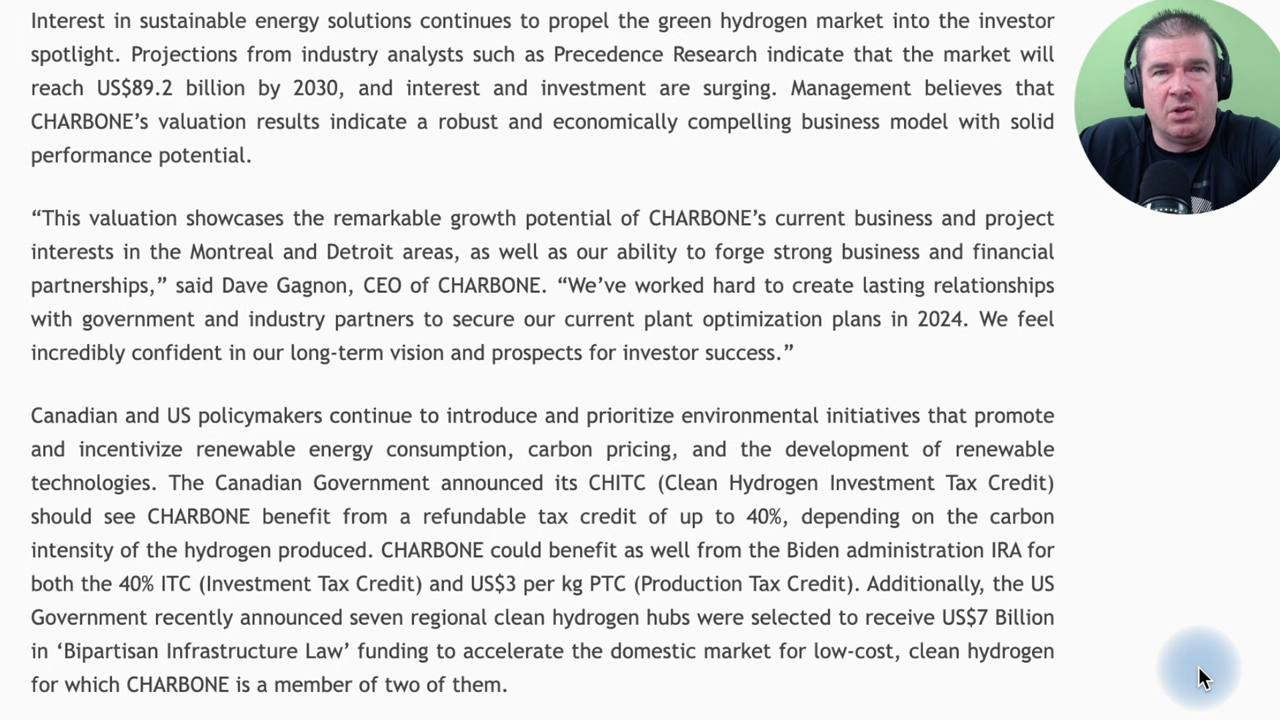 Interest in sustainable energy solutions continues to propel the green hydrogen market into the investor
spotlight. Projections from industry analysts such as Precedence Research indicate that the market will
reach US$89.2 billion by 2030, and interest and investment are surging. Management believes that
CHARBONE’s valuation results indicate a robust and economically compelling business model with solid
performance potential.
“This valuation showcases the remarkable growth potential of CHARBONE’s current business and project
interests in the Montreal and Detroit areas, as well as our ability to forge strong business and financial
partnerships,” said Dave Gagnon, CEO of CHARBONE. “We’ve worked hard to create lasting relationships
with government and industry partners to secure our current plant optimization plans in 2024. We feel
incredibly confident in our long-term vision and prospects for investor success.”
Canadian and US policymakers continue to introduce and prioritize environmental initiatives that promote
and incentivize renewable energy consumption, carbon pricing, and the development of renewable
technologies. The Canadian Government announced its CHITC (Clean Hydrogen Investment Tax Credit)
should see CHARBONE benefit from a refundable tax credit of up to 40%, depending on the carbon
intensity of the hydrogen produced. CHARBONE could benefit as well from the Biden administration IRA for
both the 40% ITC (Investment Tax Credit) and US$3 per kg PTC (Production Tax Credit). Additionally, the US
Government recently announced seven regional clean hydrogen hubs were selected to receive US$7 Billion
in ‘Bipartisan Infrastructure Law’ funding to accelerate the domestic market for low-cost, clean hydrogen
for which CHARBONE is a member of two of them.